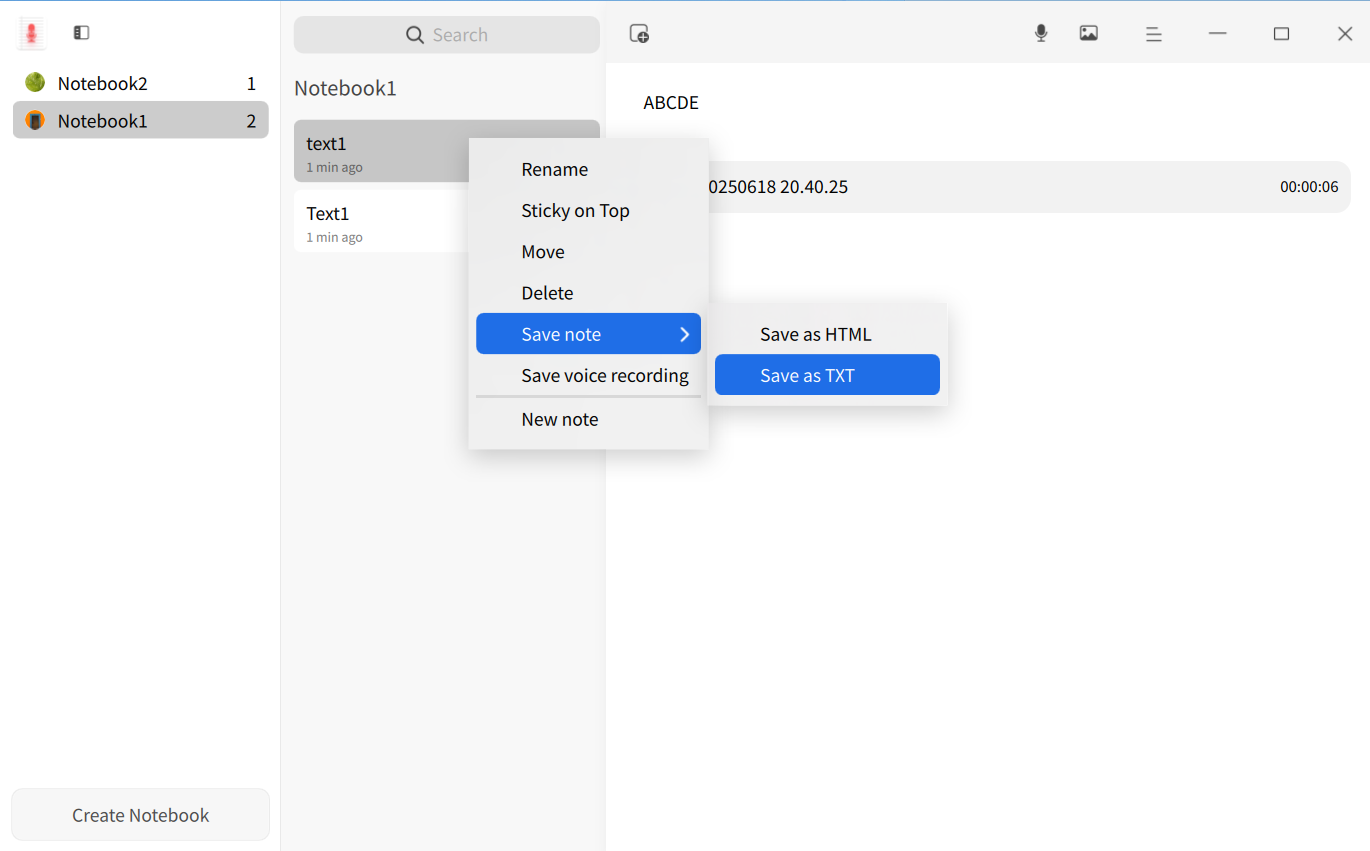 Notebook2 1
Notebook1 2
Create Notebook
Search
Notebook1
text1
1 min ago
Text1
1 min ago
Rename
Sticky on Top
Move
Delete
Save note
Save voice recording
New note
Save as HTML
Save as TXT
ABCDE
0250618 20.40.25 00:00:06